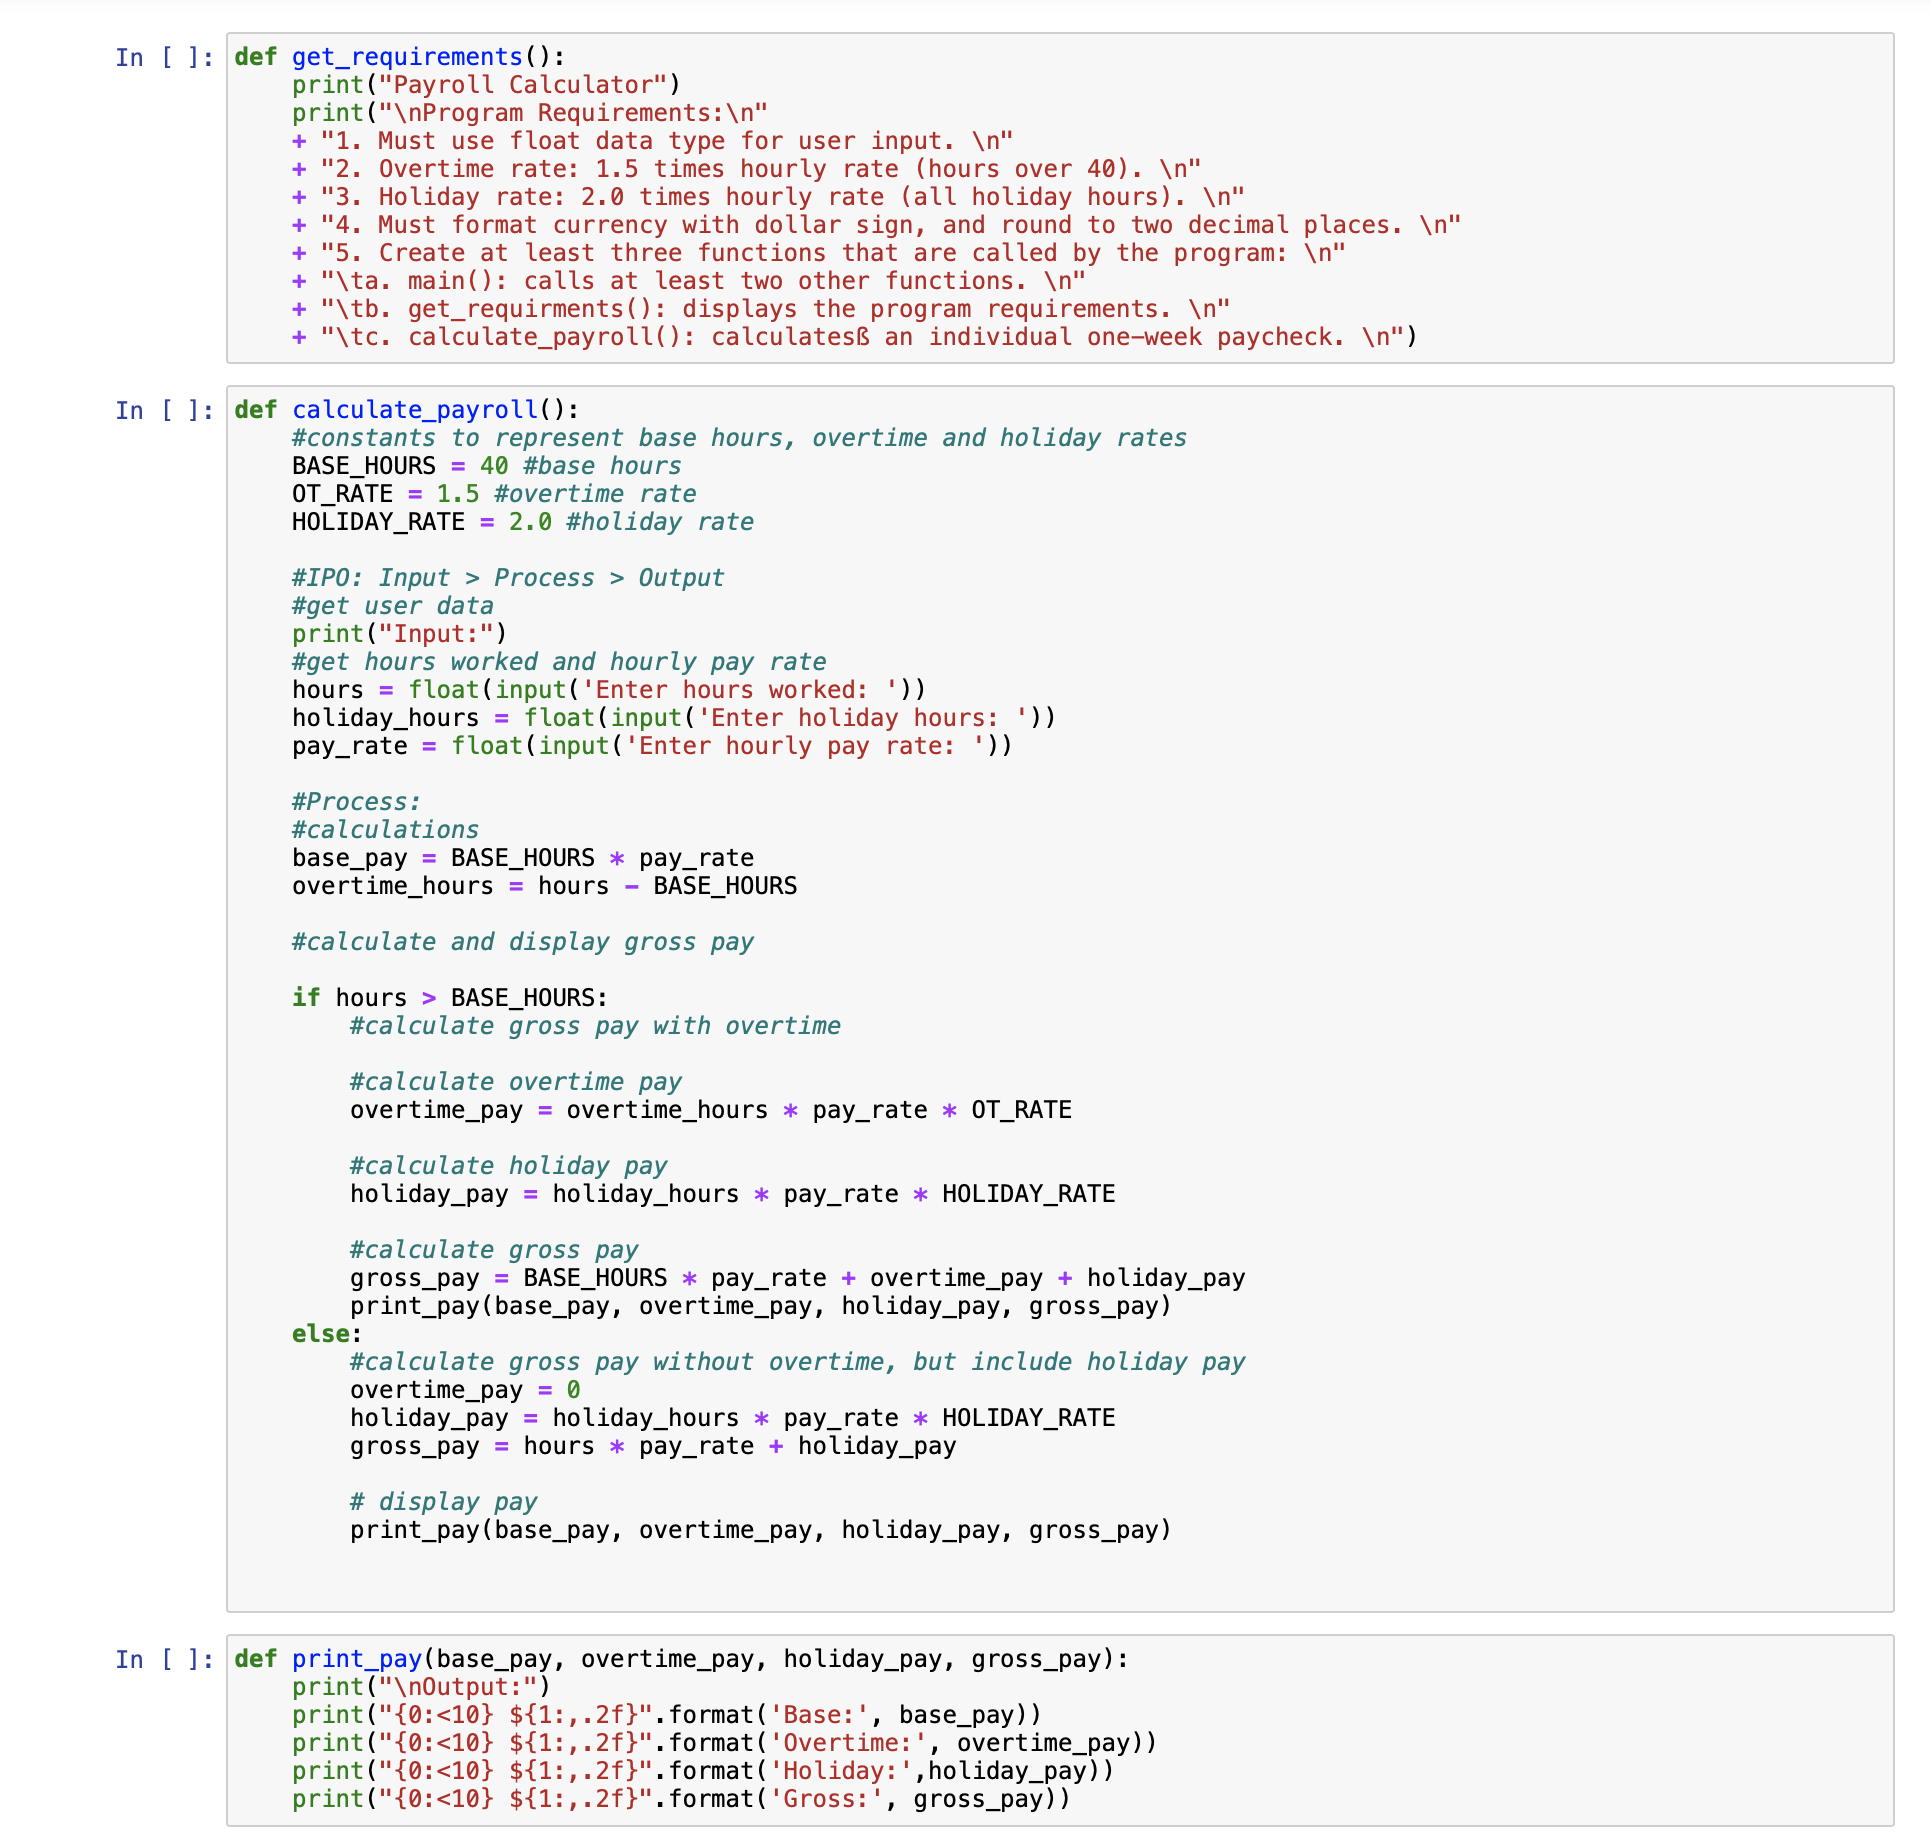 In [ ]: def get_requirements():
    print("Payroll Calculator")
    print("\nProgram Requirements:\n"
    + "1. Must use float data type for user input. \n"
    + "2. Overtime rate: 1.5 times hourly rate (hours over 40). \n"
    + "3. Holiday rate: 2.0 times hourly rate (all holiday hours). \n"
    + "4. Must format currency with dollar sign, and round to two decimal places. \n"
    + "5. Create at least three functions that are called by the program: \n"
    + "\ta. main(): calls at least two other functions. \n"
    + "\tb. get_requirments(): displays the program requirements. \n"
    + "\tc. calculate_payroll(): calculatesß an individual one-week paycheck. \n")
In [ ]: def calculate_payroll():
    #constants to represent base hours, overtime and holiday rates
    BASE_HOURS = 40 #base hours
    OT_RATE = 1.5 #overtime rate
    HOLIDAY_RATE = 2.0 #holiday rate
    #IPO: Input > Process > Output
    #get user data
    print("Input:")
    #get hours worked and hourly pay rate
    hours = float(input('Enter hours worked: '))
    holiday_hours = float(input('Enter holiday hours: '))
    pay_rate = float(input('Enter hourly pay rate: '))
    #Process:
    #calculations
    base_pay = BASE_HOURS * pay_rate
    overtime_hours = hours - BASE_HOURS
    #calculate and display gross pay
    if hours > BASE_HOURS:
        #calculate gross pay with overtime
        #calculate overtime pay
        overtime_pay = overtime_hours * pay_rate * OT_RATE
        #calculate holiday pay
        holiday_pay = holiday_hours * pay_rate * HOLIDAY_RATE
        #calculate gross pay
        gross_pay = BASE_HOURS * pay_rate + overtime_pay + holiday_pay
        print_pay(base_pay, overtime_pay, holiday_pay, gross_pay)
    else:
        #calculate gross pay without overtime, but include holiday pay
        overtime_pay = 0
        holiday_pay = holiday_hours * pay_rate * HOLIDAY_RATE
        gross_pay = hours * pay_rate + holiday_pay
        # display pay
        print_pay(base_pay, overtime_pay, holiday_pay, gross_pay)
In [ ]: def print_pay(base_pay, overtime_pay, holiday_pay, gross_pay):
    print("\nOutput:")
    print("{0:<10} ${1:,.2f}".format('Base:', base_pay))
    print("{0:<10} ${1:,.2f}".format('Overtime:', overtime_pay))
    print("{0:<10} ${1:,.2f}".format('Holiday:',holiday_pay))
    print("{0:<10} ${1:,.2f}".format('Gross:', gross_pay))